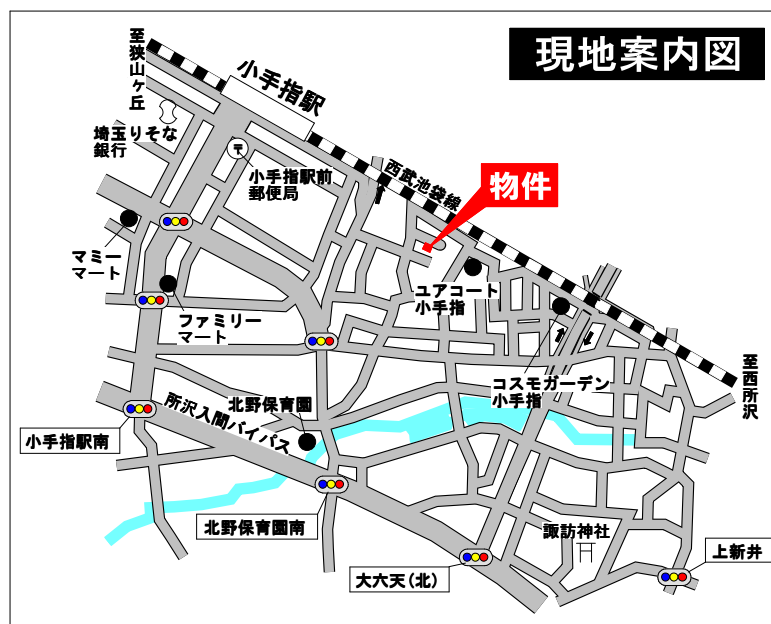 現地案内図
至狭山ヶ丘
小手指駅
埼玉りそな
銀行
〒
小手指駅前
郵便局
西武池袋線
物件
マミー
マート
ユアコート
小手指
ファミリー
マート
コスモガーデン
小手指
至西所沢
北野保育園
所沢入間バイパス
小手指駅南
北野保育園南
諏訪神社
大六天(北)
上新井